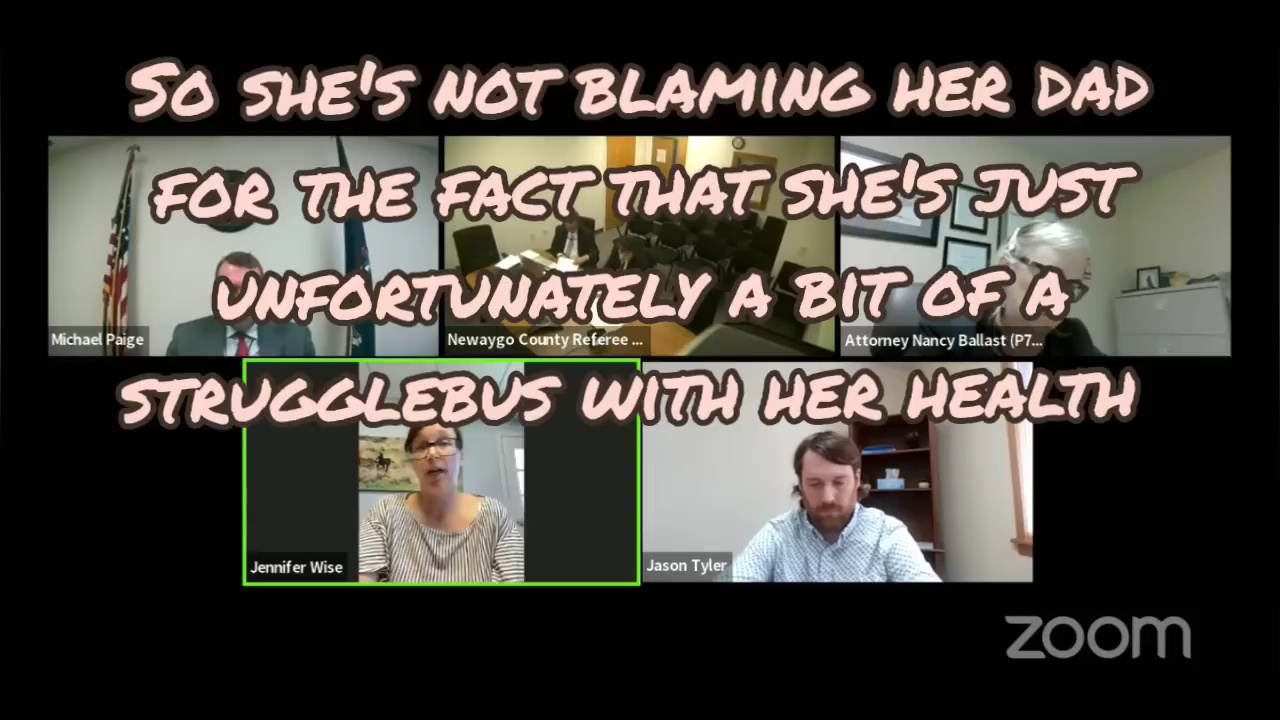 So she's not blaming her dad
for the fact that she's just
unfortunately a bit of a
strugglebus with her health
Michael Paige
Newaygo County Referee ...
Attorney Nancy Ballast (P7...
Jennifer Wise
Jason Tyler
zoom